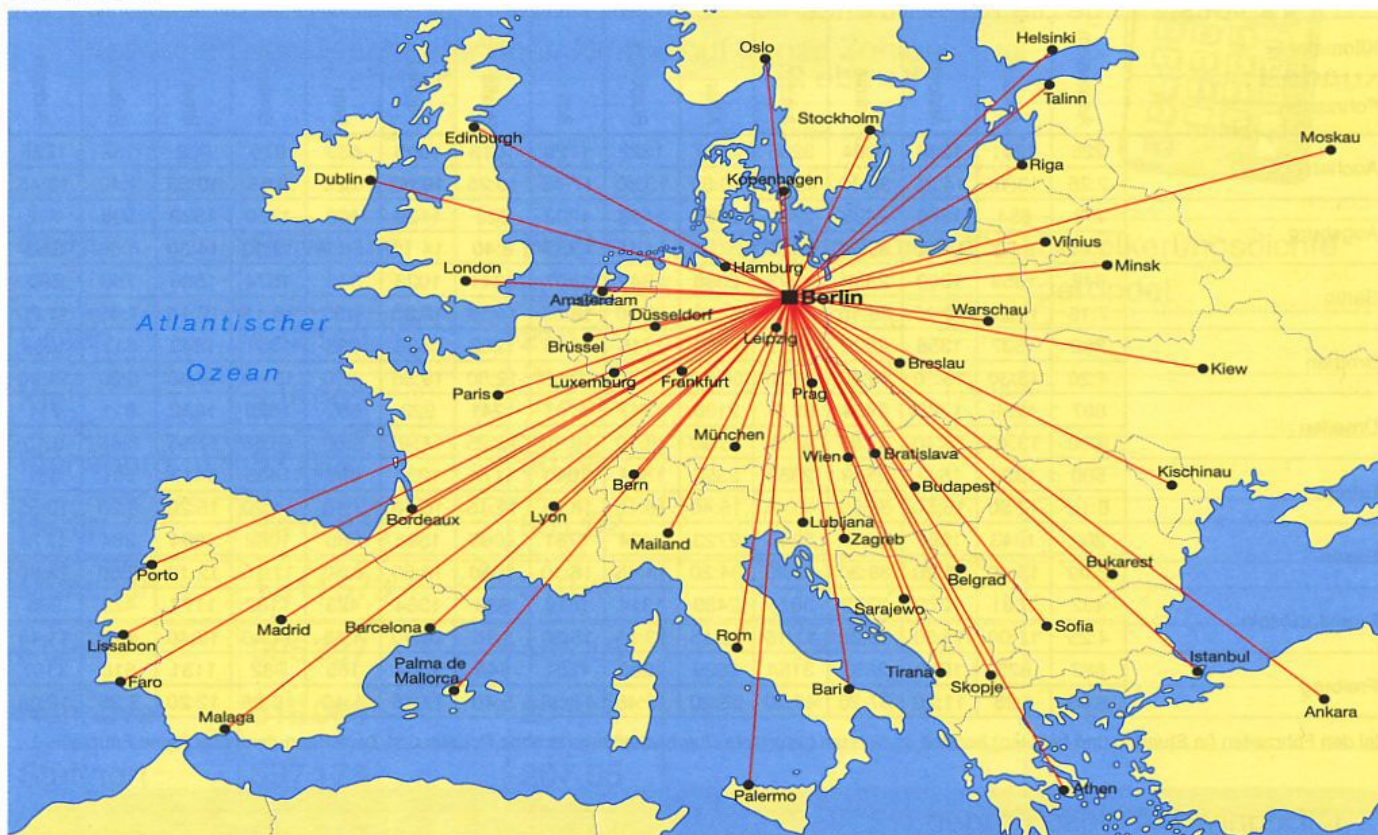 Oslo
Helsinki
Talinn
Stockholm
Edinburgh
Moskau
Riga
Dublin
Kopenhagen
Vilnius
Hamburg
Minsk
London
Amsterdam
Berlin
Atlantischer
Ozean
Düsseldorf
Warschau
Leipzig
Brüssel
Breslau
Kiew
Luxemburg
Frankfurt
Paris
Prag
München
Wien
Bratislava
Kischinau
Bern
Budapest
Bordeaux
Lyon
Lubljana
Mailand
Zagreb
Porto
Bukarest
Belgrad
Sarajewo
Madrid
Barcelona
Sofia
Lissabon
Rom
Palma de
Mallorca
Istanbul
Faro
Bari
Tirana
Skopje
Ankara
Malaga
Palermo
Athen